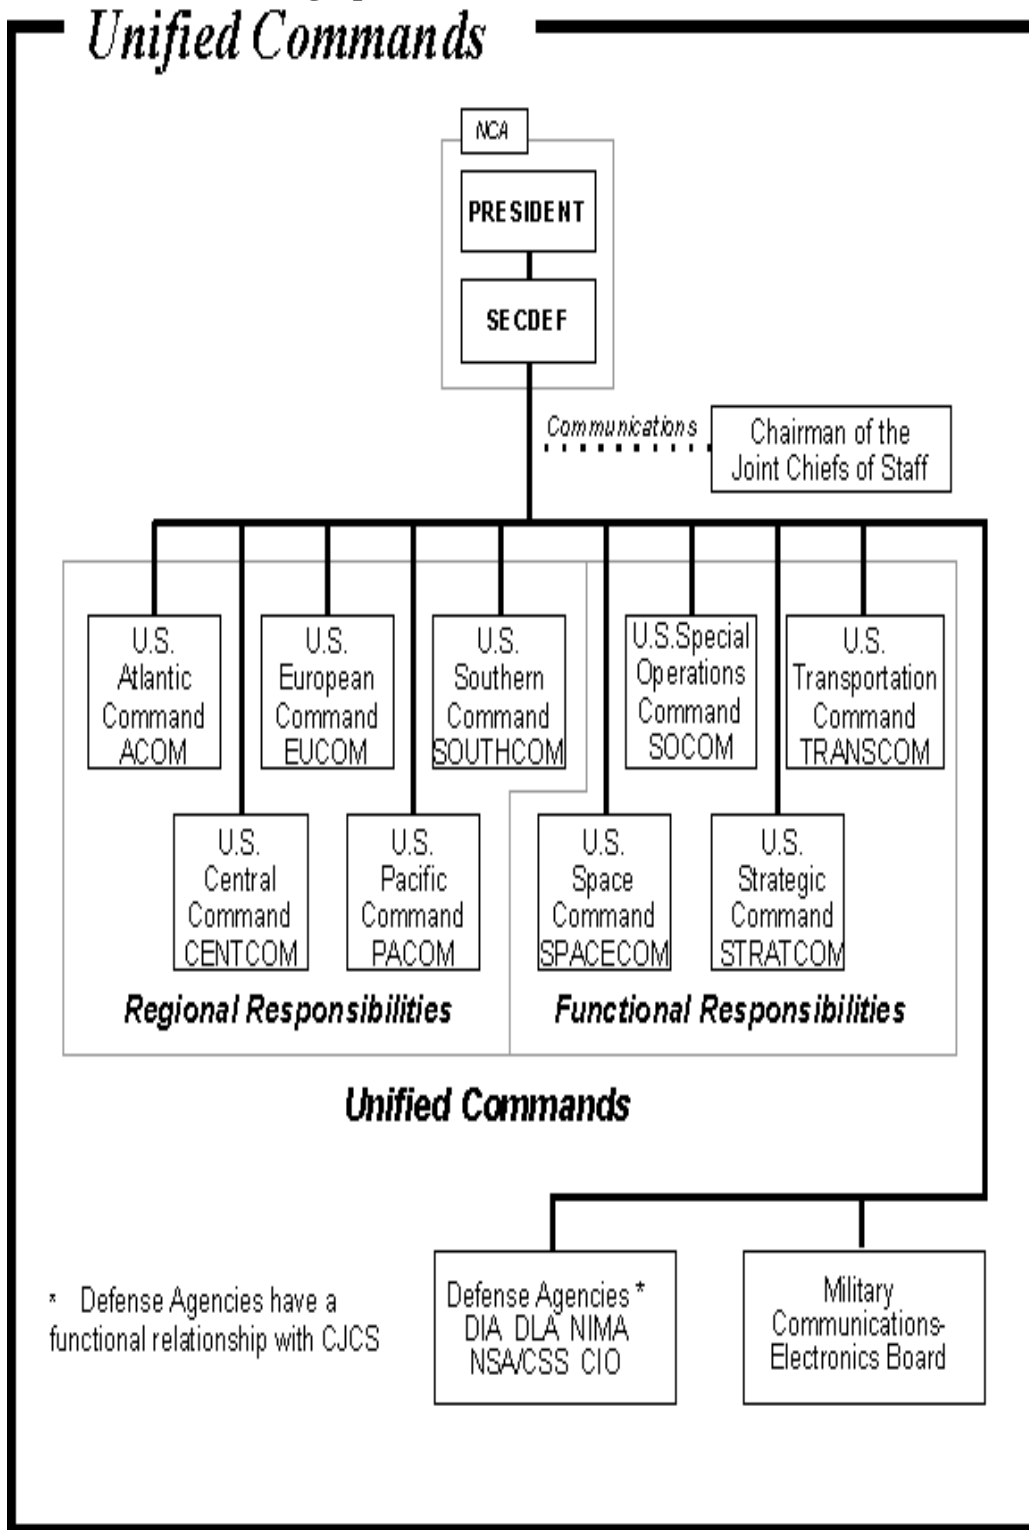 Unified Commands
NCA
PRESIDENT
SECDEF
Communications
Chairman of the
Joint Chiefs of Staff
U.S.
Atlantic
Command
ACOM
U.S.
European
Command
EUCOM
U.S.
Southern
Command
SOUTHCOM
U.S.Special
Operations
Command
SOCOM
U.S.
Transportation
Command
TRANSCOM
U.S.
Central
Command
CENTCOM
U.S.
Pacific
Command
PACOM
U.S.
Space
Command
SPACECOM
U.S.
Strategic
Command
STRATCOM
Regional Responsibilities
Functional Responsibilities
Unified Commands
* Defense Agencies have a
functional relationship with CJCS
Defense Agencies *
DIA DLA NIMA
NSA/CSS CIO
Military
Communications-
Electronics Board